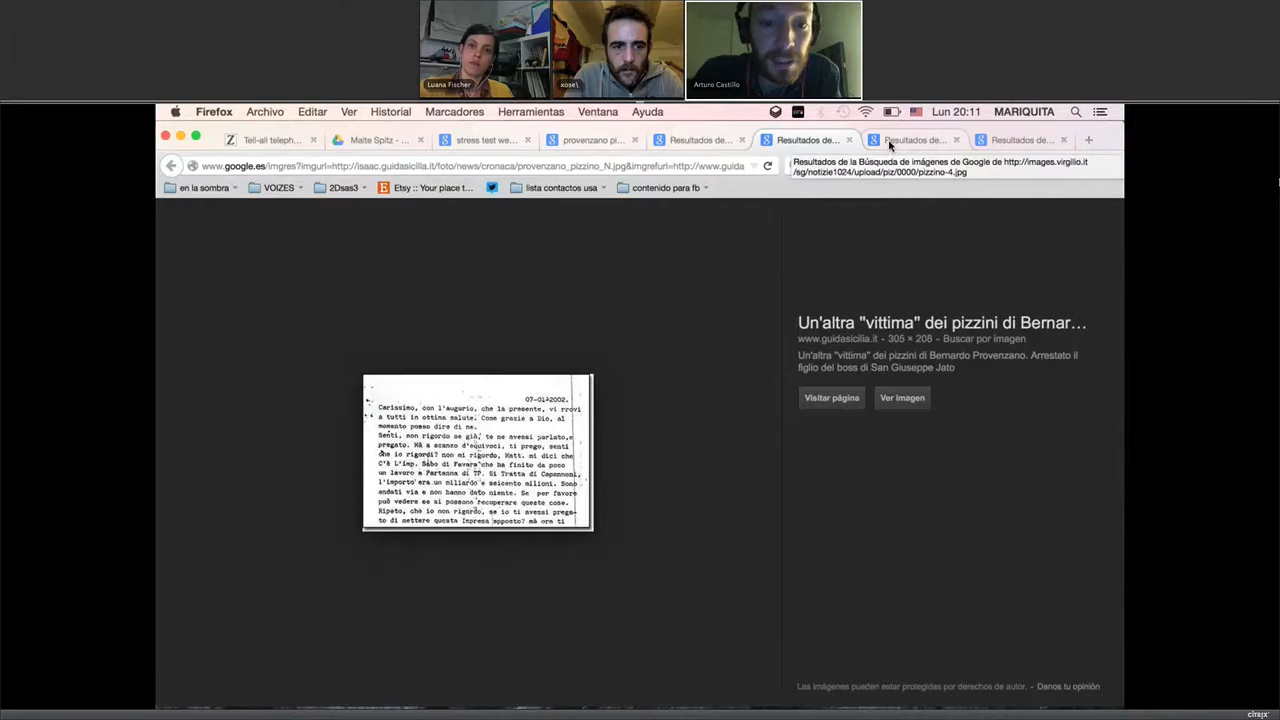 Luana Fischer
xose\
Arturo Castillo
Firefox Archivo Editar Ver Historial Marcadores Herramientas Ventana Ayuda Lun 20:11 MARIQUITA
Tell-all teleph...
Malte Spitz - ...
stress test we...
provenzano pi...
Resultados de...
Resultados de...
Resultados de...
Resultados de...
www.google.es/imgres?imgurl=http://isaac.guidasicilia.it/foto/news/cronaca/provenzano_pizzino_N.jpg&imgrefurl=http://www.guida
Resultados de la Búsqueda de imágenes de Google de http://images.virgilio.it
/sg/notizie1024/upload/piz/0000/pizzino-4.jpg
en la sombra VOIZES 2Dsas3 Etsy :: Your place t... lista contactos usa contenido para fb
Un'altra "vittima" dei pizzini di Bernar...
www.guidasicilia.it - 305 × 208 - Buscar por imagen
Un'altra "vittima" dei pizzini di Bernardo Provenzano. Arrestato il
figlio del boss di San Giuseppe Jato
Visitar página Ver imagen
07-01-2002.
Carissimo, con l'augurio, che la presente, vi rrovi
a tutti in ottima salute. Come grazie a Dio, al
momento posso dire di me.
Senti, non rigordo se già, te ne avessi parlato,e
pregato. Mà a scanzo d'equivoci, ti prego, senti
che io rigordi? non mi rigordo, Matt. mi dici che
C'è L'imp. Sabo di Favara che ha finito da poco
un lavoro a Partanna di TP. Si Tratta di Capannoni,
l'importo era un miliardo e seicento milioni. Sono
andati via e non hanno dato niente. Se per favore
può vedere se si possono recuperare queste cose.
Ripeto, che io non rigordo, se io ti avessi prega-
to di mettere questa Impresa apposto? mà ora ti
Las imágenes pueden estar protegidas por derechos de autor. - Danos tu opinión
CITRIX